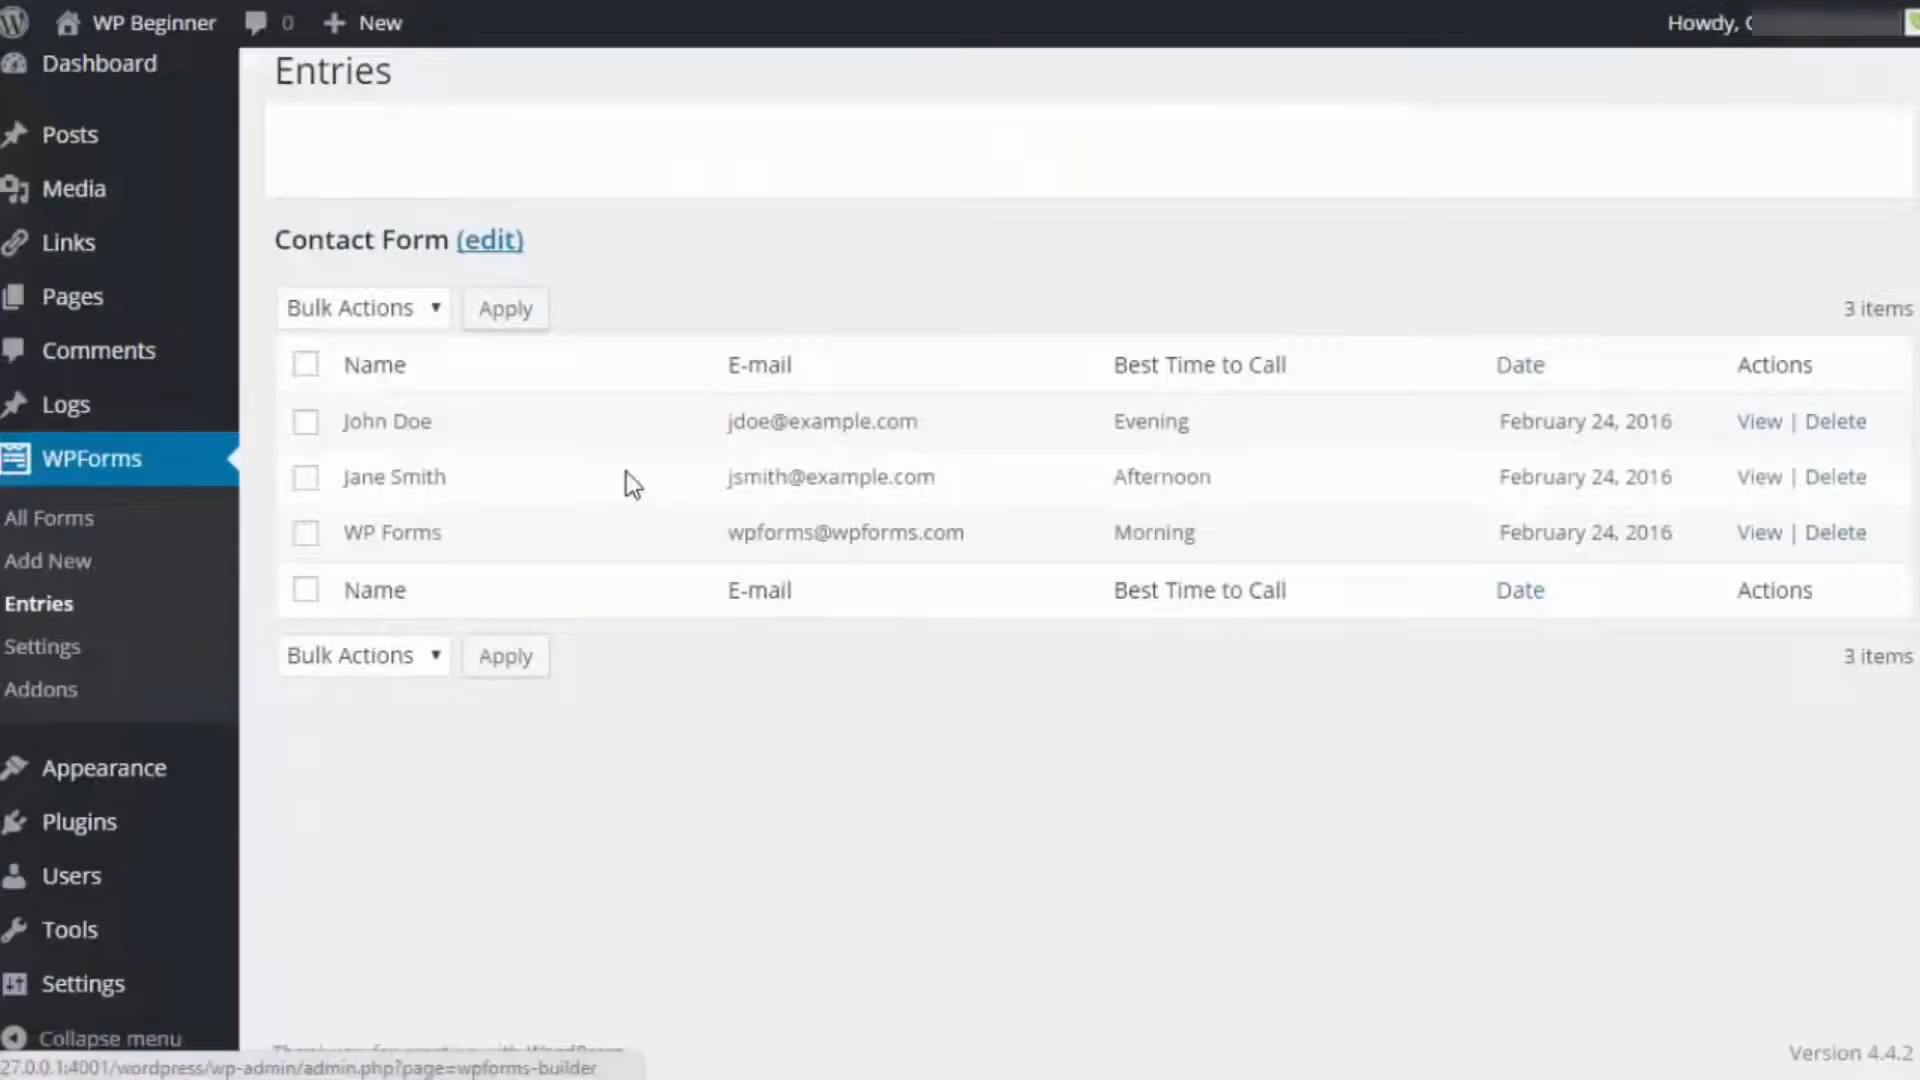 WP Beginner 0 New Howdy,
Dashboard
Posts
Media
Links
Pages
Comments
Logs
WPForms
All Forms
Add New
Entries
Settings
Addons
Appearance
Plugins
Users
Tools
Settings
Collapse menu
Entries
Contact Form (edit)
Bulk Actions Apply 3 items
Name E-mail Best Time to Call Date Actions
John Doe jdoe@example.com Evening February 24, 2016 View | Delete
Jane Smith jsmith@example.com Afternoon February 24, 2016 View | Delete
WP Forms wpforms@wpforms.com Morning February 24, 2016 View | Delete
Name E-mail Best Time to Call Date Actions
Bulk Actions Apply 3 items
Version 4.4.2
27.0.0.1:4001/wordpress/wp-admin/admin.php?page=wpforms-builder